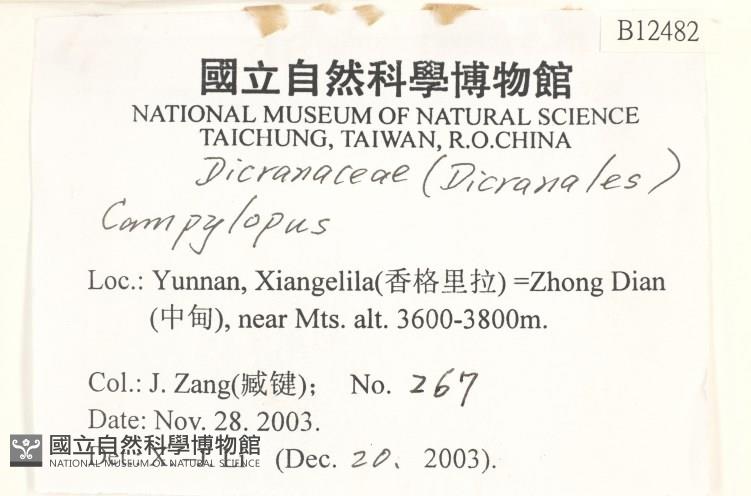 B12482
國立自然科學博物館
NATIONAL MUSEUM OF NATURAL SCIENCE
TAICHUNG, TAIWAN, R.O.CHINA
Dicranaceae (Dicranales)
Campylopus
Loc.: Yunnan, Xiangelila(香格里拉) =Zhong Dian
(中甸), near Mts. alt. 3600-3800m.
Col.: J. Zang(臧键); No. 267
Date: Nov. 28. 2003.
(Dec. 20、 2003).
國立自然科學博物館
NATIONAL MUSEUM OF NATURAL SCIENCE